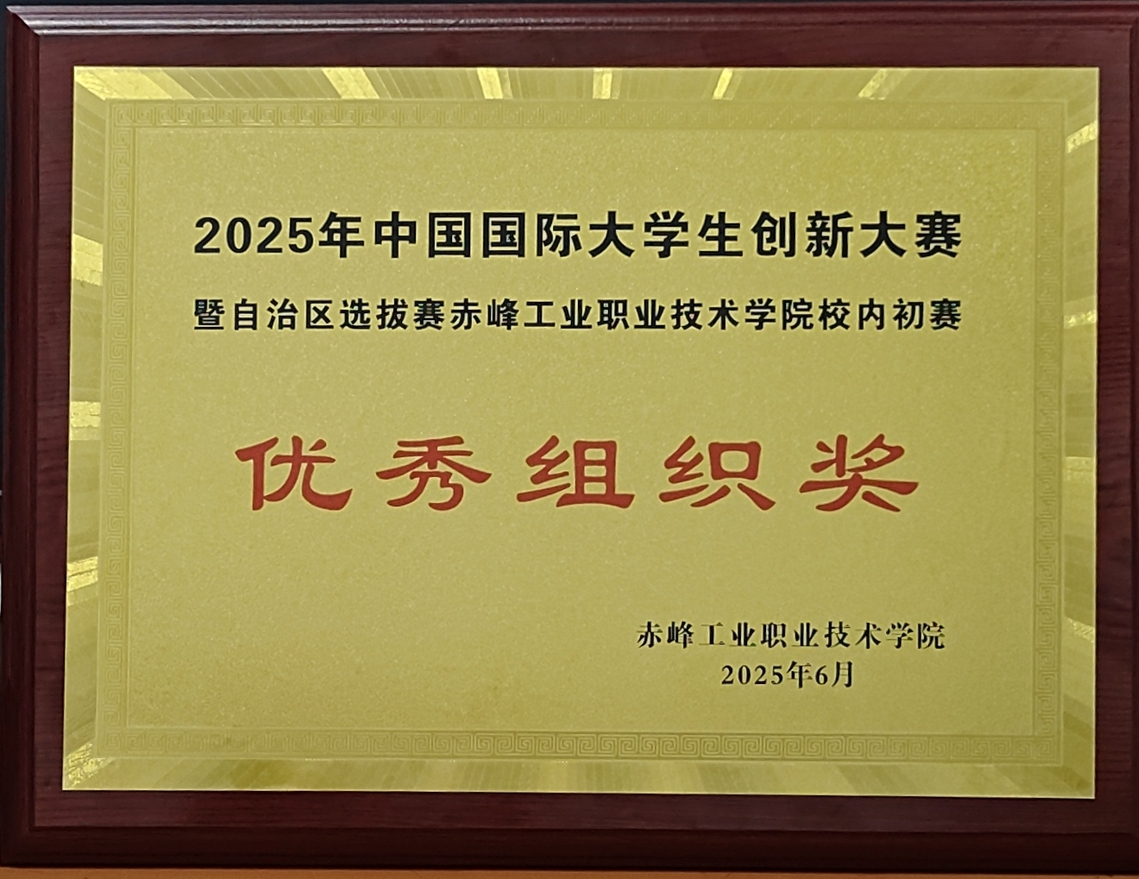 2025年中国国际大学生创新大赛
暨自治区选拔赛赤峰工业职业技术学院校内初赛
优秀组织奖
赤峰工业职业技术学院
2025年6月